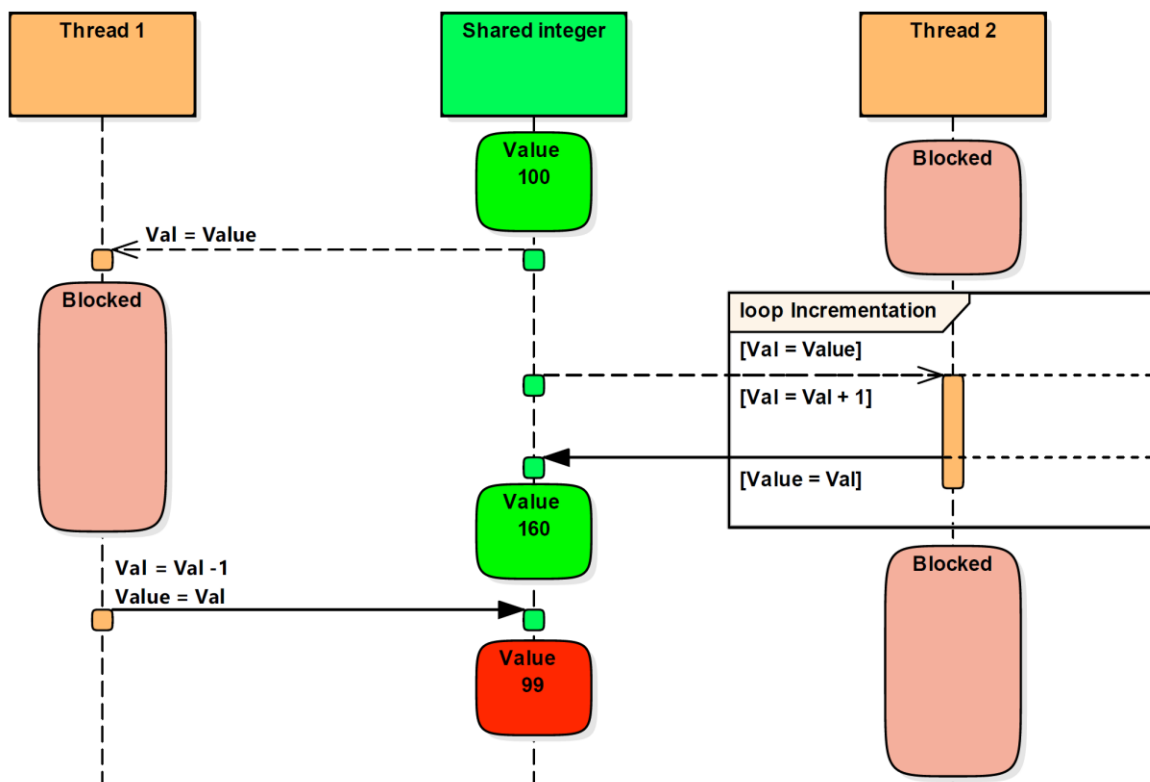 Thread 1
Shared integer
Thread 2
Value
100
Blocked
Val = Value
Blocked
loop Incrementation
[Val = Value]
[Val = Val + 1]
[Value = Val]
Value
160
Blocked
Val = Val -1
Value = Val
Value
99